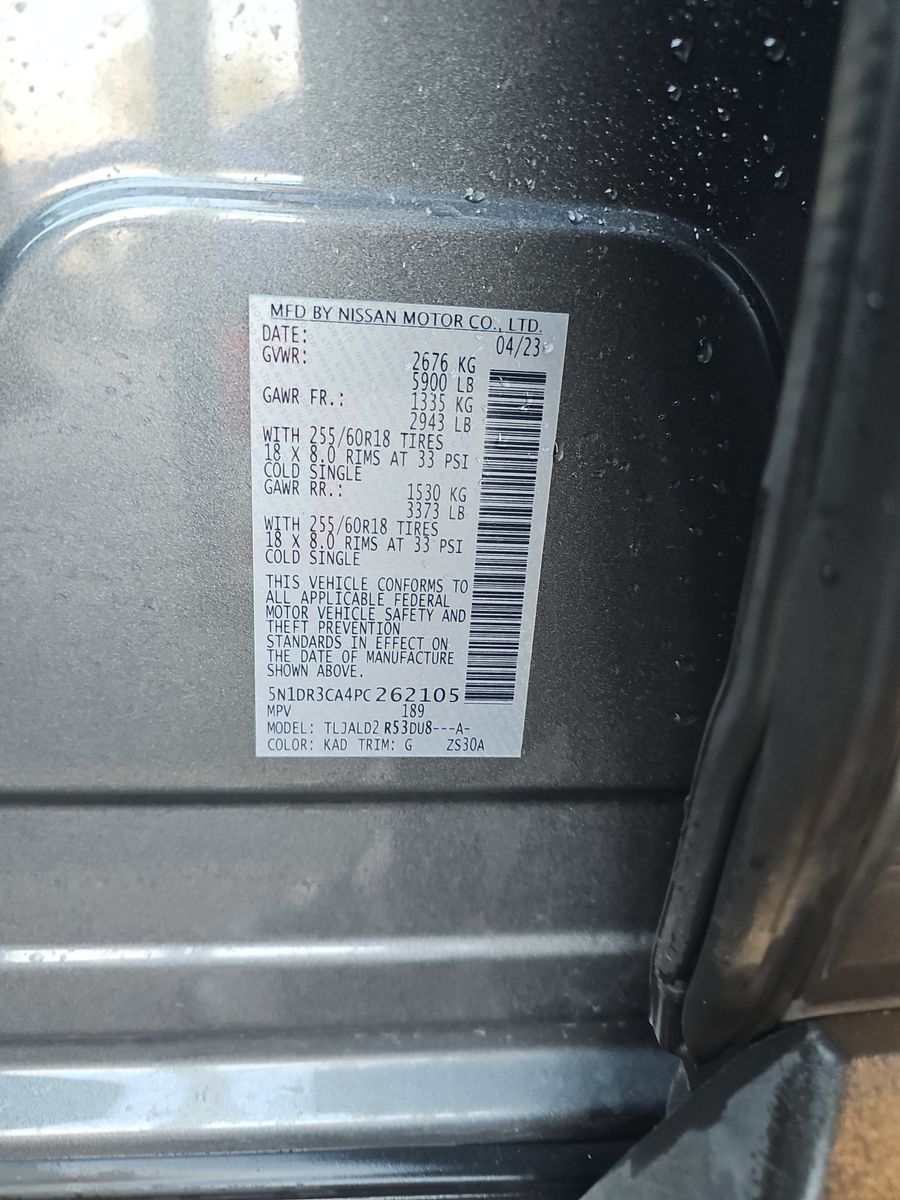 MFD BY NISSAN MOTOR CO., LTD.
DATE: 04/23
GVWR: 2676 KG
5900 LB
GAWR FR.: 1335 KG
2943 LB
WITH 255/60R18 TIRES
18 X 8.0 RIMS AT 33 PSI
COLD SINGLE
GAWR RR.: 1530 KG
3373 LB
WITH 255/60R18 TIRES
18 X 8.0 RIMS AT 33 PSI
COLD SINGLE
THIS VEHICLE CONFORMS TO
ALL APPLICABLE FEDERAL
MOTOR VEHICLE SAFETY AND
THEFT PREVENTION
STANDARDS IN EFFECT ON
THE DATE OF MANUFACTURE
SHOWN ABOVE.
5N1DR3CA4PC262105
MPV 189
MODEL: TLJALD2 R53DU8---A-
COLOR: KAD TRIM: G ZS30A